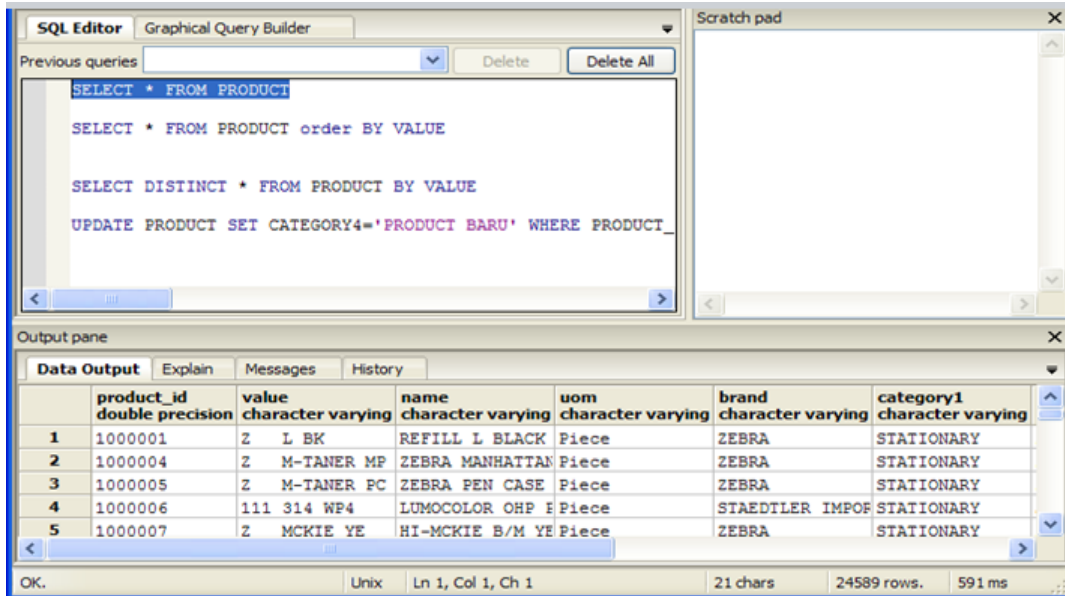 SQL Editor Graphical Query Builder
Scratch pad
Previous queries Delete Delete All
SELECT * FROM PRODUCT
SELECT * FROM PRODUCT order BY VALUE
SELECT DISTINCT * FROM PRODUCT BY VALUE
UPDATE PRODUCT SET CATEGORY4='PRODUCT BARU' WHERE PRODUCT_
Output pane
Data Output Explain Messages History
product_id value name uom brand category1
double precision character varying character varying character varying character varying character varying
1 1000001 Z L BK REFILL L BLACK Piece ZEBRA STATIONARY
2 1000004 Z M-TANER MP ZEBRA MANHATTAN Piece ZEBRA STATIONARY
3 1000005 Z M-TANER PC ZEBRA PEN CASE Piece ZEBRA STATIONARY
4 1000006 111 314 WP4 LUMOCOLOR OHP Piece STAEDTLER IMPOR STATIONARY
5 1000007 Z MCKIE YE HI-MCKIE B/M YE Piece ZEBRA STATIONARY
OK. Unix Ln 1, Col 1, Ch 1 21 chars 24589 rows. 591 ms